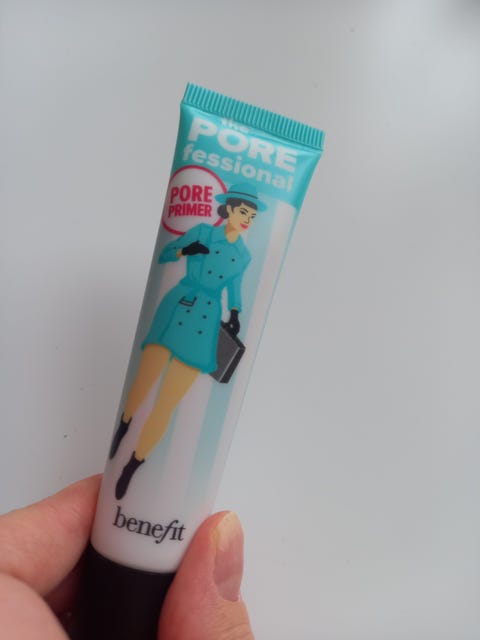 the
PORE
fessional
PORE
PRIMER
benefit